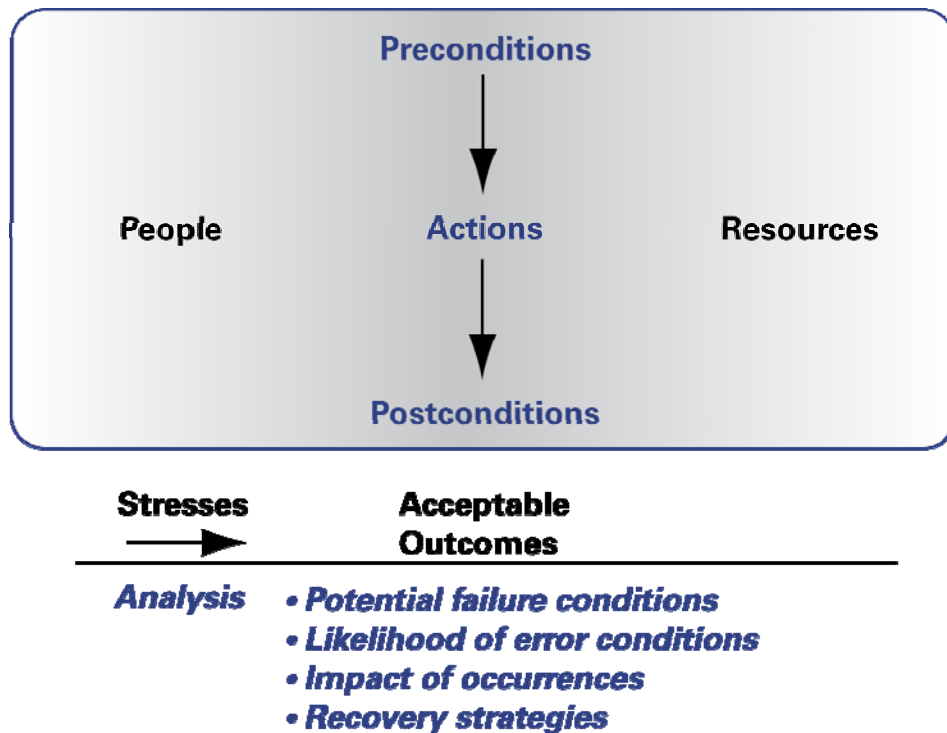 Preconditions
People
Actions
Resources
Postconditions
Stresses
Acceptable
Outcomes
Analysis
• Potential failure conditions
• Likelihood of error conditions
• Impact of occurrences
• Recovery strategies